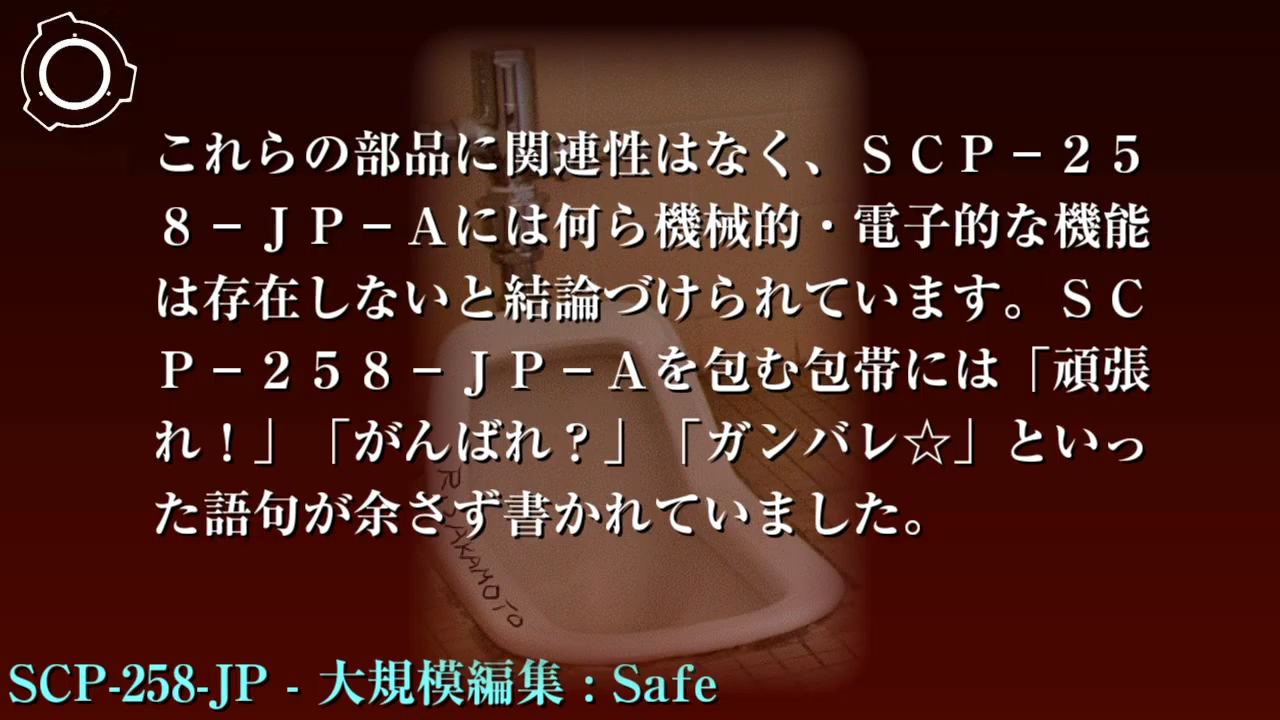 これらの部品に関連性はなく、ＳＣＰ－２５
８－ＪＰ－Ａには何ら機械的・電子的な機能
は存在しないと結論づけられています。ＳＣ
Ｐ－２５８－ＪＰ－Ａを包む包帯には「頑張
れ！」「がんばれ？」「ガンバレ☆」といっ
た語句が余さず書かれていました。
SAKAMOTO
SCP-258-JP - 大規模編集 : Safe